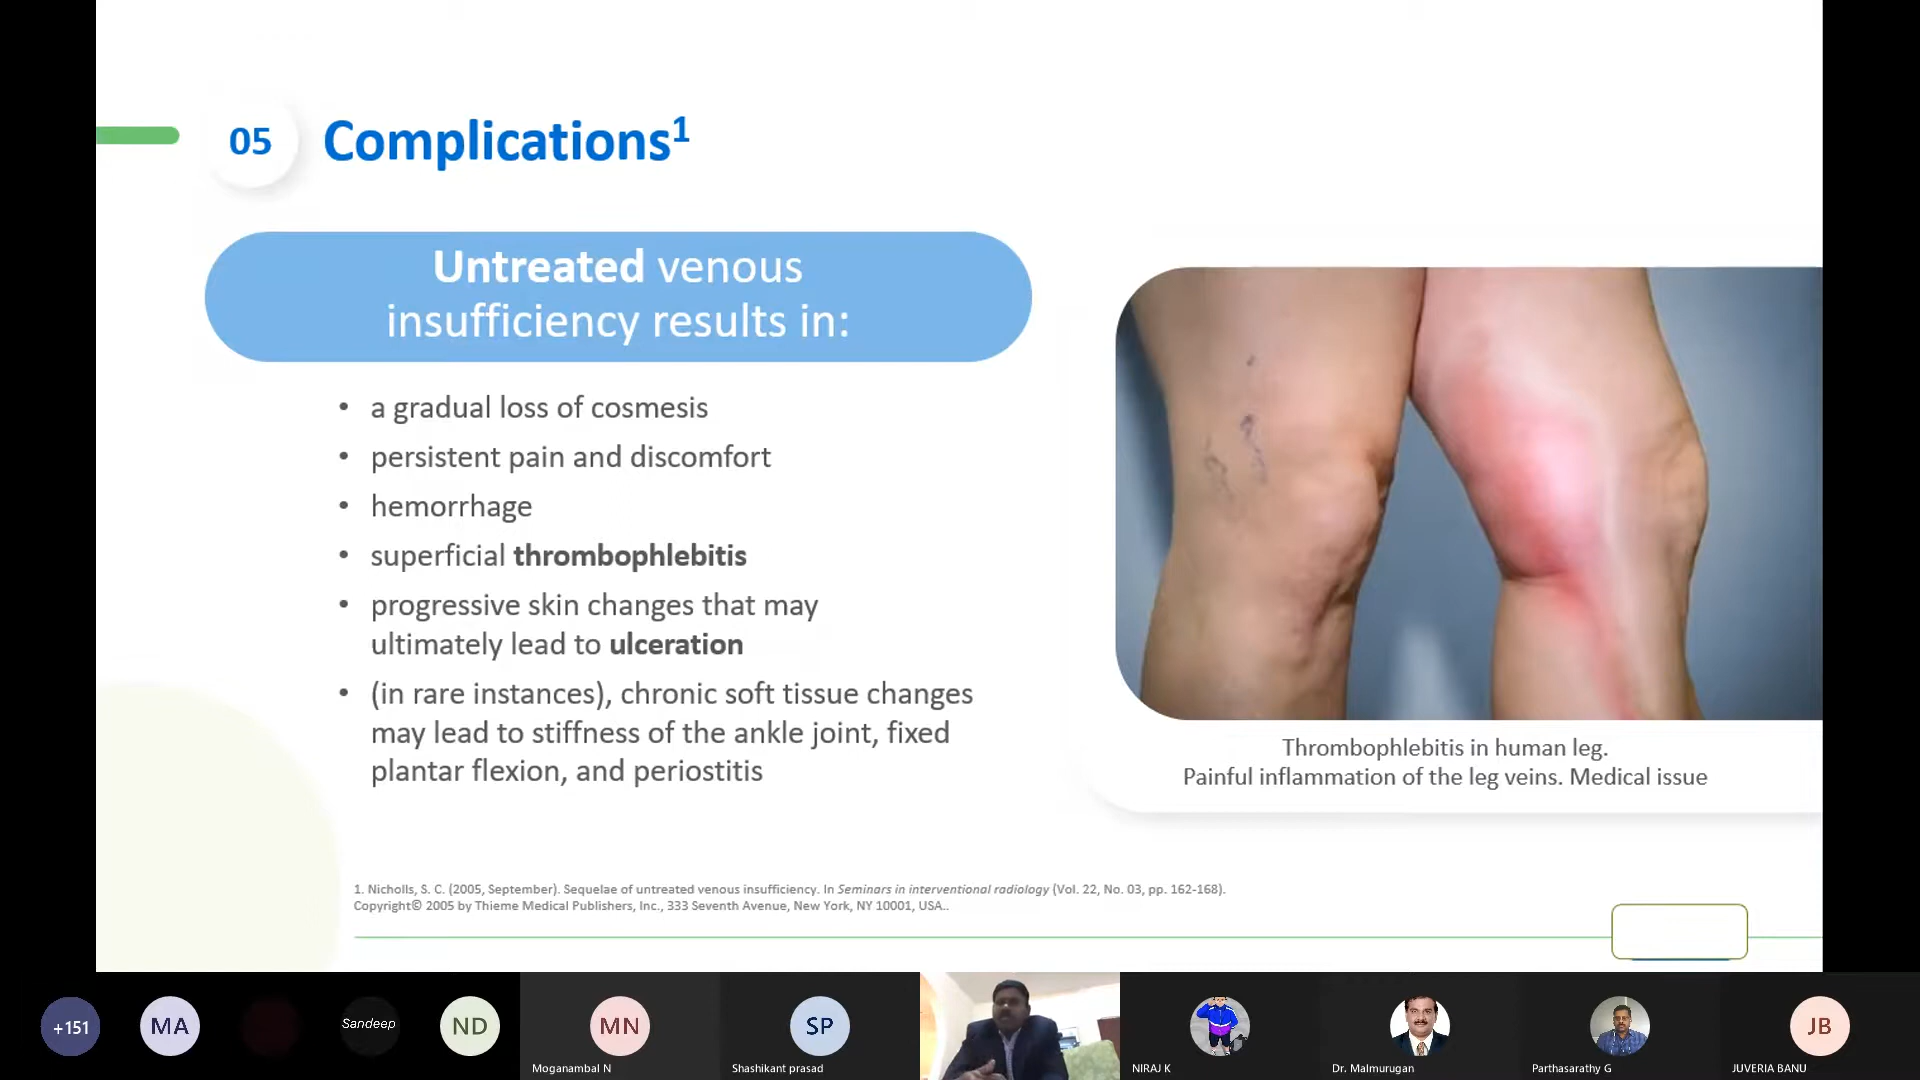 05
Complications¹
Untreated venous
insufficiency results in:
• a gradual loss of cosmesis
• persistent pain and discomfort
• hemorrhage
• superficial thrombophlebitis
• progressive skin changes that may
ultimately lead to ulceration
• (in rare instances), chronic soft tissue changes
may lead to stiffness of the ankle joint, fixed
plantar flexion, and periostitis
Thrombophlebitis in human leg.
Painful inflammation of the leg veins. Medical issue
1. Nicholls, S. C. (2005, September). Sequelae of untreated venous insufficiency. In Seminars in interventional radiology (Vol. 22, No. 03, pp. 162-168).
Copyright© 2005 by Thieme Medical Publishers, Inc., 333 Seventh Avenue, New York, NY 10001, USA..
+151
MA
Sandeep
ND
MN
Moganambal N
SP
Shashikant prasad
NIRAJ K
Dr. Malmurugan
Parthasarathy G
JB
JUVERIA BANU